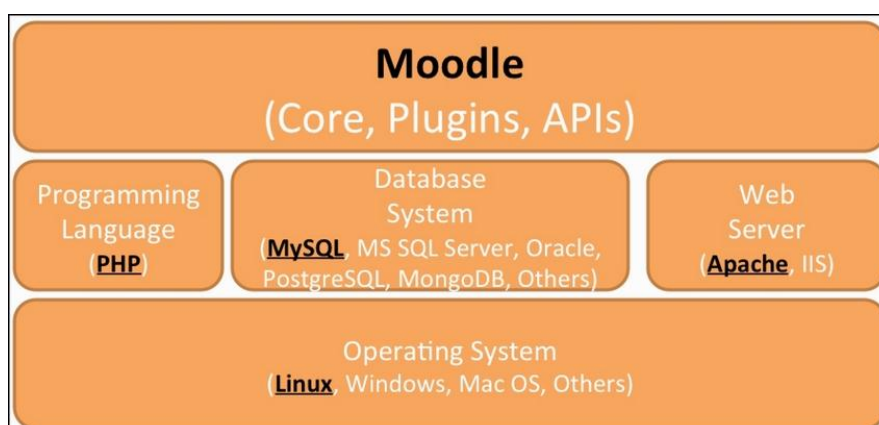 Moodle
(Core, Plugins, APIs)
Programming
Language
(PHP)
Database
System
(MySQL, MS SQL Server, Oracle,
PostgreSQL, MongoDB, Others)
Web
Server
(Apache, IIS)
Operating System
(Linux, Windows, Mac OS, Others)